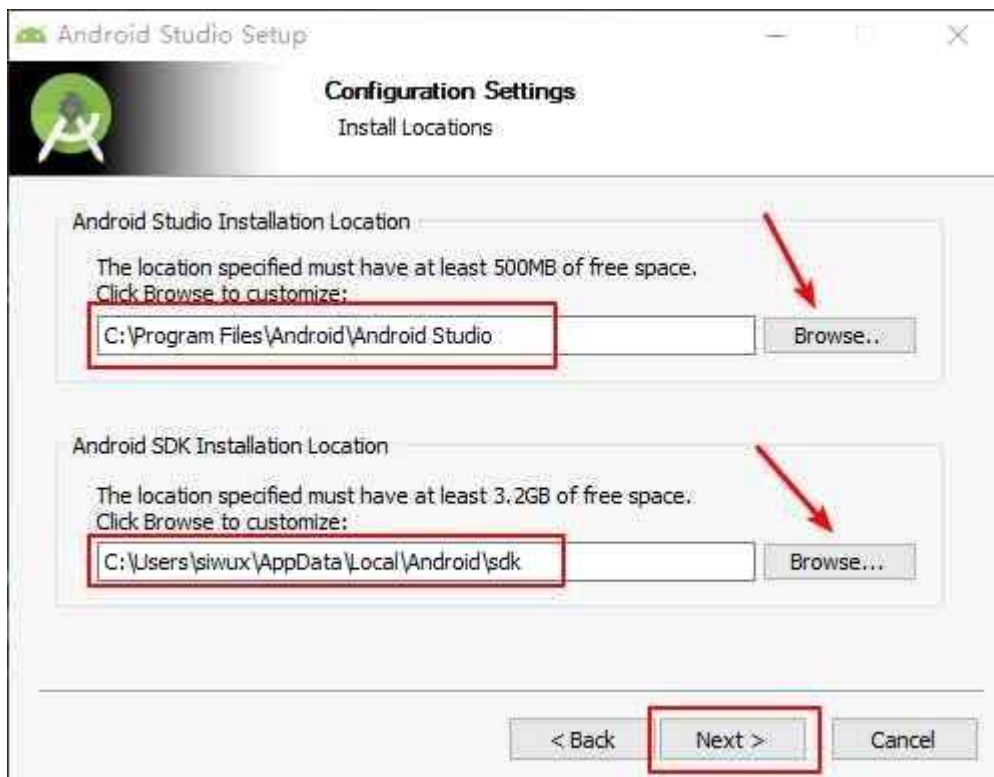 Android Studio Setup
Configuration Settings
Install Locations
Android Studio Installation Location
The location specified must have at least 500MB of free space.
Click Browse to customize:
C:\Program Files\Android\Android Studio
Browse..
Android SDK Installation Location
The location specified must have at least 3.2GB of free space.
Click Browse to customize:
C:\Users\siwux\AppData\Local\Android\sdk
Browse...
< Back
Next >
Cancel